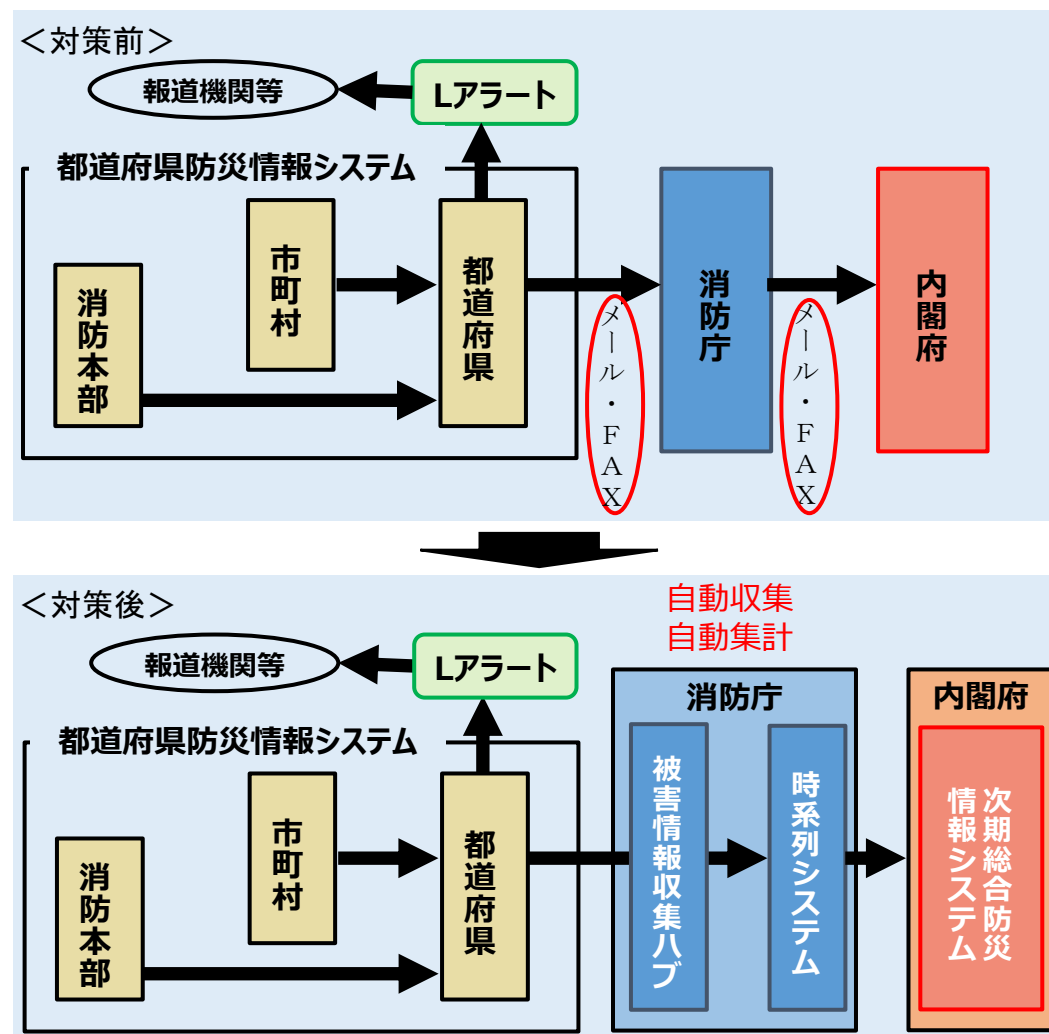 ＜対策前＞
報道機関等
Lアラート
都道府県防災情報システム
消防本部
市町村
都道府県
メール・FAX
消防庁
メール・FAX
内閣府
＜対策後＞
自動収集
自動集計
報道機関等
Lアラート
都道府県防災情報システム
消防本部
市町村
都道府県
消防庁
被害情報収集ハブ
時系列システム
内閣府
次期総合防災
情報システム